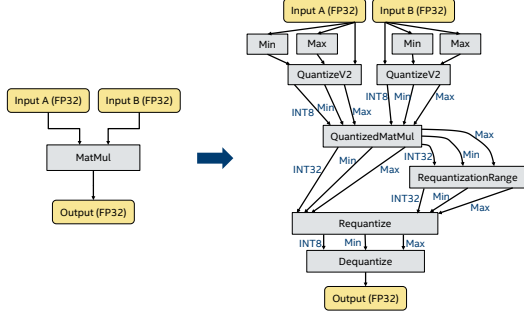 Input A (FP32) Input B (FP32)
MatMul
Output (FP32)
Input A (FP32) Input B (FP32)
Min Max Min Max
QuantizeV2 QuantizeV2
INT8 Min Max INT8 Min Max
QuantizedMatMul
INT32 Min Max INT32 Min Max
RequantizationRange
INT32 Min Max
Requantize
INT8 Min Max
Dequantize
Output (FP32)